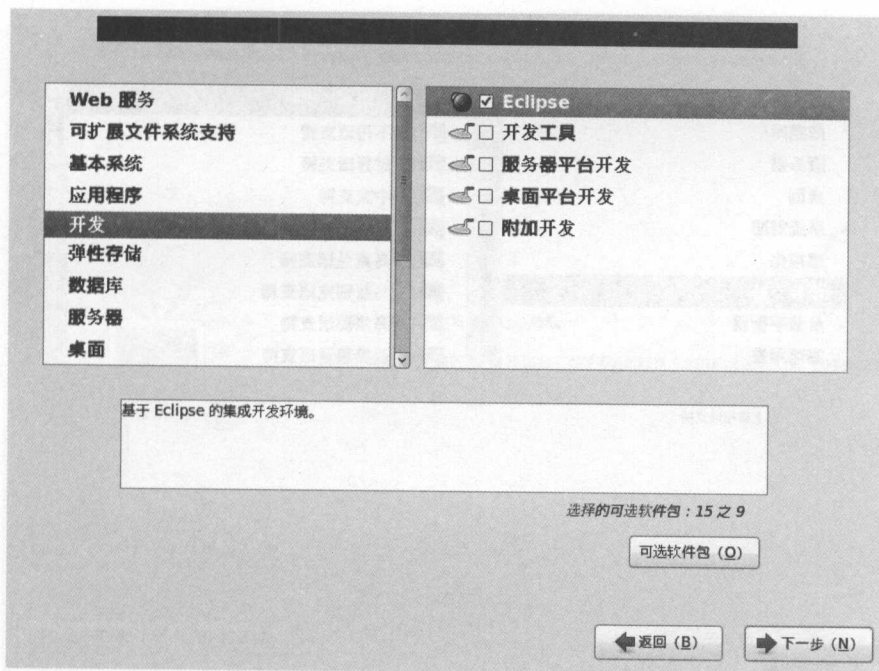 Web 服务
可扩展文件系统支持
基本系统
应用程序
开发
弹性存储
数据库
服务器
桌面
Eclipse
开发工具
服务器平台开发
桌面平台开发
附加开发
基于 Eclipse 的集成开发环境。
选择的可选软件包：15 之 9
可选软件包（O）
返回（B）
下一步（N）